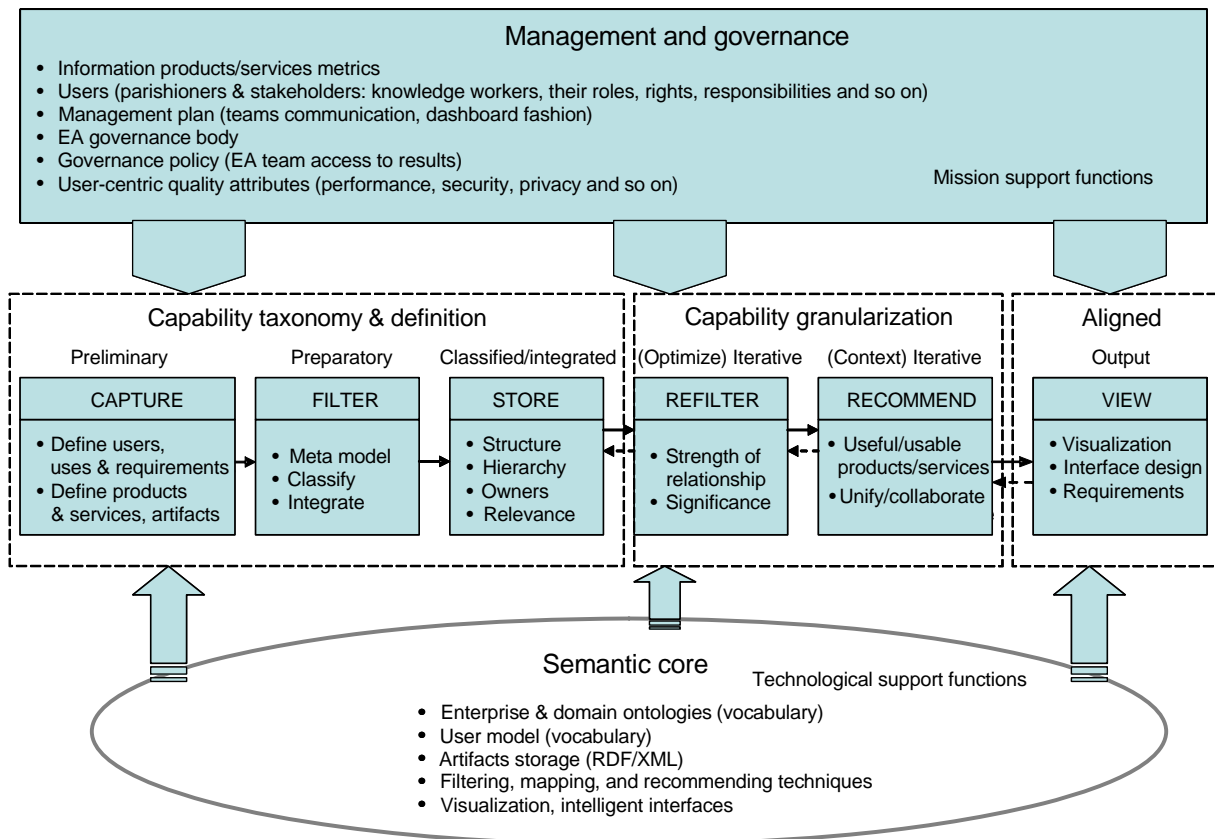 Management and governance
• Information products/services metrics
• Users (parishioners & stakeholders: knowledge workers, their roles, rights, responsibilities and so on)
• Management plan (teams communication, dashboard fashion)
• EA governance body
• Governance policy (EA team access to results)
• User-centric quality attributes (performance, security, privacy and so on)
Mission support functions
Capability taxonomy & definition
Preliminary
CAPTURE
• Define users,
uses & requirements
• Define products
& services, artifacts
Preparatory
FILTER
• Meta model
• Classify
• Integrate
Classified/integrated
STORE
• Structure
• Hierarchy
• Owners
• Relevance
Capability granularization
(Optimize) Iterative
REFILTER
• Strength of
relationship
• Significance
(Context) Iterative
RECOMMEND
• Useful/usable
products/services
• Unify/collaborate
Aligned
Output
VIEW
• Visualization
• Interface design
• Requirements
Semantic core
Technological support functions
• Enterprise & domain ontologies (vocabulary)
• User model (vocabulary)
• Artifacts storage (RDF/XML)
• Filtering, mapping, and recommending techniques
• Visualization, intelligent interfaces